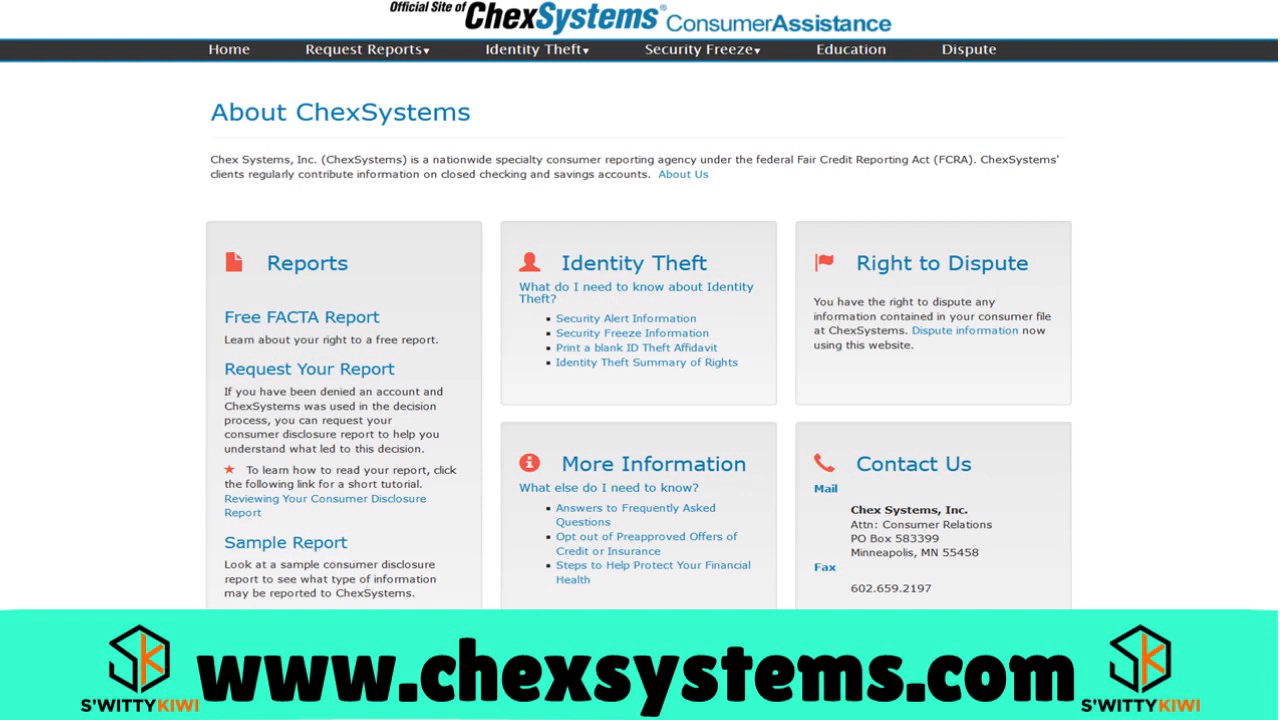 Official Site of ChexSystems® ConsumerAssistance
Home Request Reports▾ Identity Theft▾ Security Freeze▾ Education Dispute
About ChexSystems
Chex Systems, Inc. (ChexSystems) is a nationwide specialty consumer reporting agency under the federal Fair Credit Reporting Act (FCRA). ChexSystems'
clients regularly contribute information on closed checking and savings accounts. About Us
Reports
Free FACTA Report
Learn about your right to a free report.
Request Your Report
If you have been denied an account and
ChexSystems was used in the decision
process, you can request your
consumer disclosure report to help you
understand what led to this decision.
To learn how to read your report, click
the following link for a short tutorial.
Reviewing Your Consumer Disclosure
Report
Sample Report
Look at a sample consumer disclosure
report to see what type of information
may be reported to ChexSystems.
Identity Theft
What do I need to know about Identity
Theft?
▪ Security Alert Information
▪ Security Freeze Information
▪ Print a blank ID Theft Affidavit
▪ Identity Theft Summary of Rights
Right to Dispute
You have the right to dispute any
information contained in your consumer file
at ChexSystems. Dispute information now
using this website.
More Information
What else do I need to know?
▪ Answers to Frequently Asked
Questions
▪ Opt out of Preapproved Offers of
Credit or Insurance
▪ Steps to Help Protect Your Financial
Health
Contact Us
Mail
Chex Systems, Inc.
Attn: Consumer Relations
PO Box 583399
Minneapolis, MN 55458
Fax
602.659.2197
SK
S'WITTYKIWI
www.chexsystems.com
SK
S'WITTYKIWI